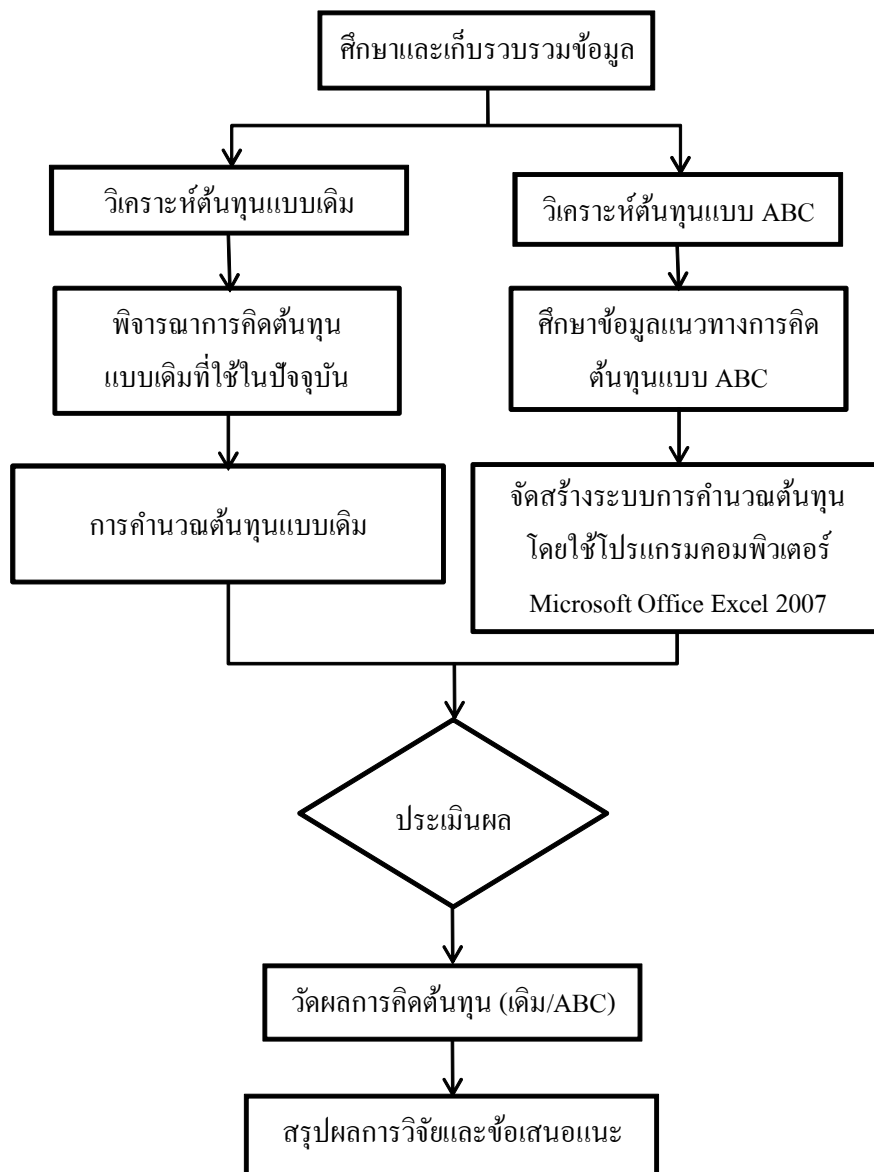 ศึกษาและเก็บรวบรวมข้อมูล
วิเคราะห์ต้นทุนแบบเดิม
วิเคราะห์ต้นทุนแบบ ABC
พิจารณาการคิดต้นทุน
แบบเดิมที่ใช้ในปัจจุบัน
ศึกษาข้อมูลแนวทางการคิด
ต้นทุนแบบ ABC
การคำนวณต้นทุนแบบเดิม
จัดสร้างระบบการคำนวณต้นทุน
โดยใช้โปรแกรมคอมพิวเตอร์
Microsoft Office Excel 2007
ประเมินผล
วัดผลการคิดต้นทุน (เดิม/ABC)
สรุปผลการวิจัยและข้อเสนอแนะ